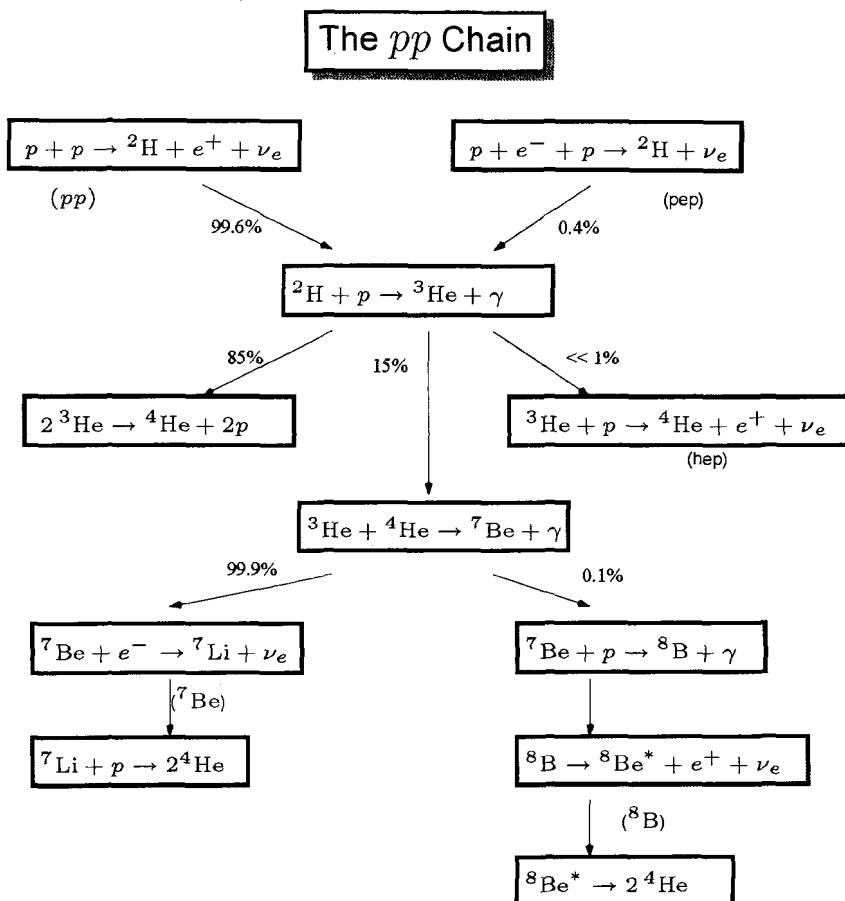 The pp Chain
p + p → ²H + e⁺ + νₑ
p + e⁻ + p → ²H + νₑ
(pp)
(pep)
99.6%
0.4%
²H + p → ³He + γ
85%
15%
<< 1%
2 ³He → ⁴He + 2p
³He + p → ⁴He + e⁺ + νₑ
(hep)
³He + ⁴He → ⁷Be + γ
99.9%
0.1%
⁷Be + e⁻ → ⁷Li + νₑ
⁷Be + p → ⁸B + γ
(⁷Be)
⁷Li + p → 2⁴He
⁸B → ⁸Be* + e⁺ + νₑ
(⁸B)
⁸Be* → 2 ⁴He